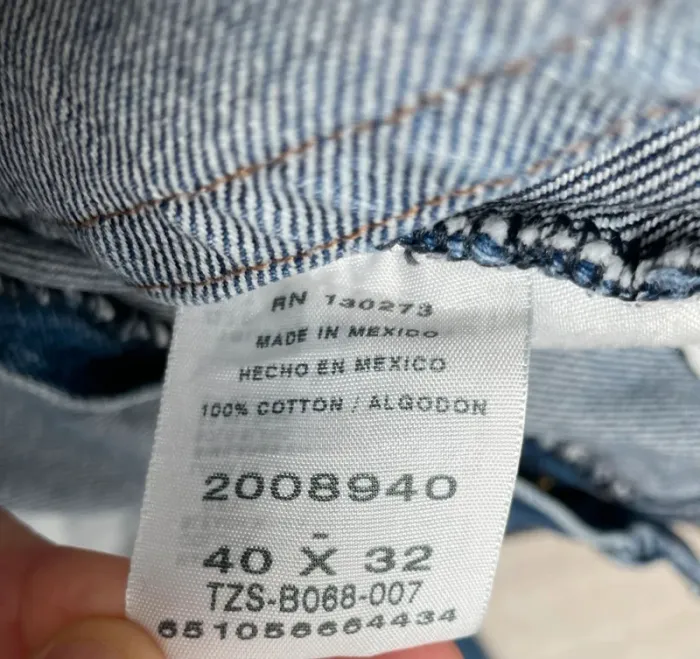 RN 130273
MADE IN MEXICO
HECHO EN MEXICO
100% COTTON / ALGODON
2008940
-
40 X 32
TZS-B068-007
651056664434